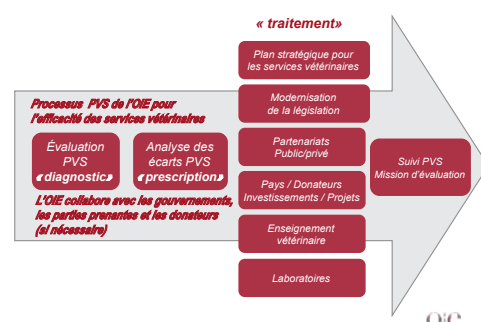 « traitement»
Plan stratégique pour
les services vétérinaires
Modernisation
de la législation
Processus PVS de l'OIE pour
l'efficacité des services vétérinaires
Évaluation
PVS
«diagnostic»
Analyse des
écarts PVS
«prescription»
Partenariats
Public/privé
Suivi PVS
Mission d'évaluation
L'OIE collabore avec les gouvernements,
les parties prenantes et les donateurs
(si nécessaire)
Pays / Donateurs
Investissements / Projets
Enseignement
vétérinaire
Laboratoires